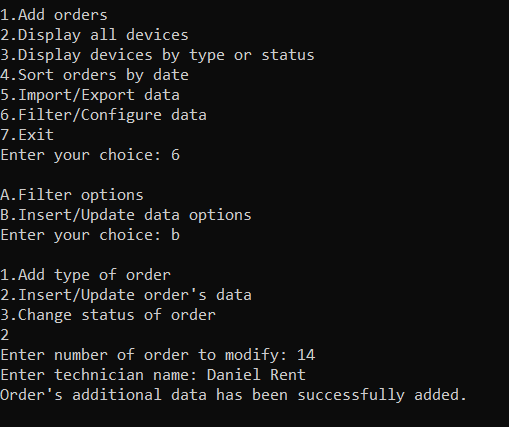 1.Add orders
2.Display all devices
3.Display devices by type or status
4.Sort orders by date
5.Import/Export data
6.Filter/Configure data
7.Exit
Enter your choice: 6
A.Filter options
B.Insert/Update data options
Enter your choice: b
1.Add type of order
2.Insert/Update order's data
3.Change status of order
2
Enter number of order to modify: 14
Enter technician name: Daniel Rent
Order's additional data has been successfully added.